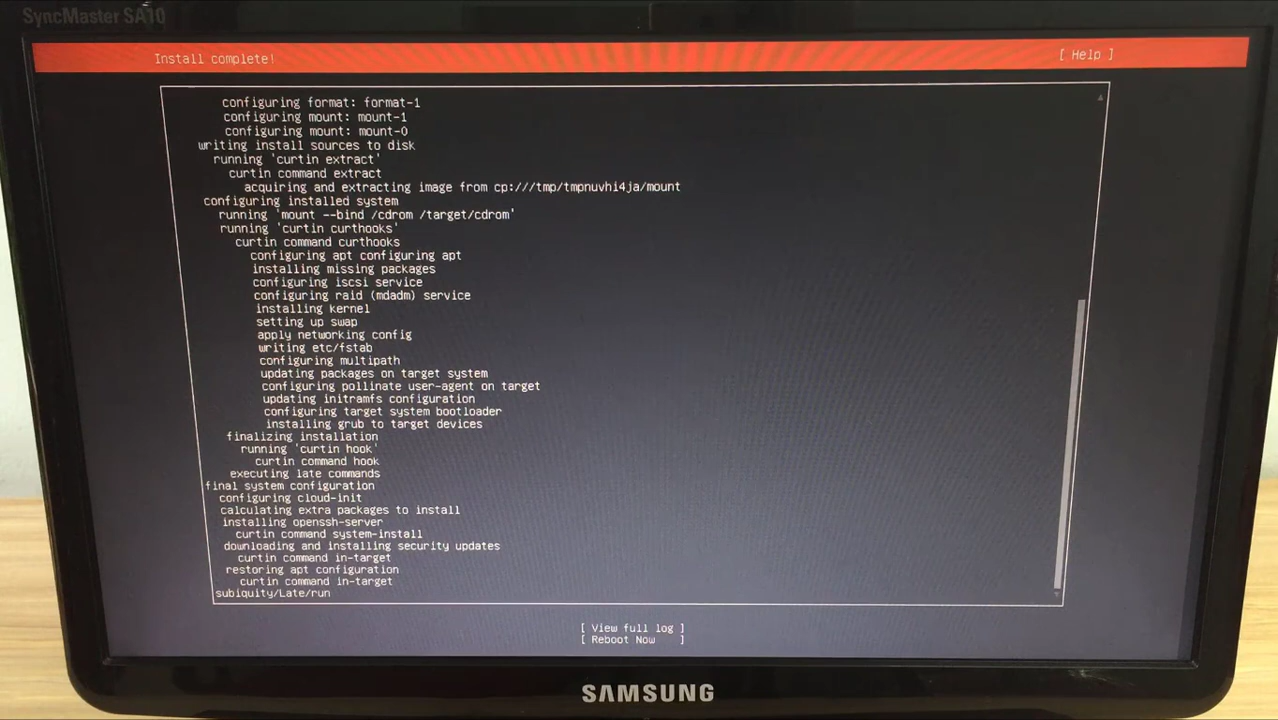 SyncMaster SA10
Install complete!
[ Help ]
configuring format: format-1
configuring mount: mount-1
configuring mount: mount-0
writing install sources to disk
running 'curtin extract'
curtin command extract
acquiring and extracting image from cp:///tmp/tmpnuvhi4ja/mount
configuring installed system
running 'mount --bind /cdrom /target/cdrom'
running 'curtin curthooks'
curtin command curthooks
configuring apt configuring apt
installing missing packages
configuring iscsi service
configuring raid (mdadm) service
installing kernel
setting up swap
apply networking config
writing etc/fstab
configuring multipath
updating packages on target system
configuring pollinate user-agent on target
updating initramfs configuration
configuring target system bootloader
installing grub to target devices
finalizing installation
running 'curtin hook'
curtin command hook
executing late commands
final system configuration
configuring cloud-init
calculating extra packages to install
installing openssh-server
curtin command system-install
downloading and installing security updates
curtin command in-target
restoring apt configuration
curtin command in-target
subiquity/Late/run
[ View full log ]
[ Reboot Now ]
SAMSUNG